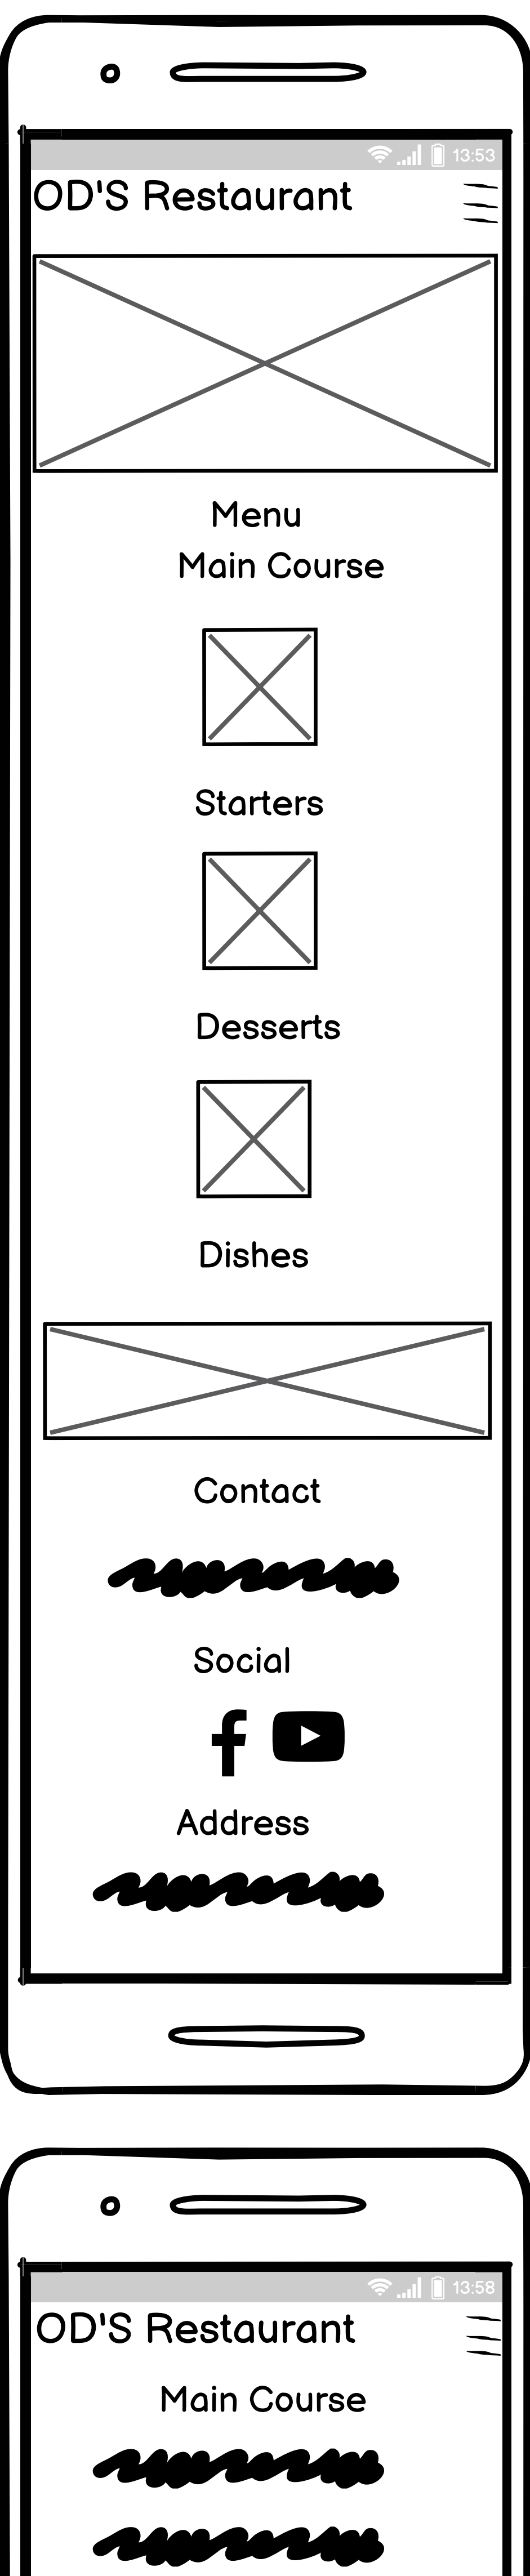 13:53
OD'S Restaurant
Menu
Main Course
Starters
Desserts
Dishes
Contact
Social
Address
13:58
OD'S Restaurant
Main Course